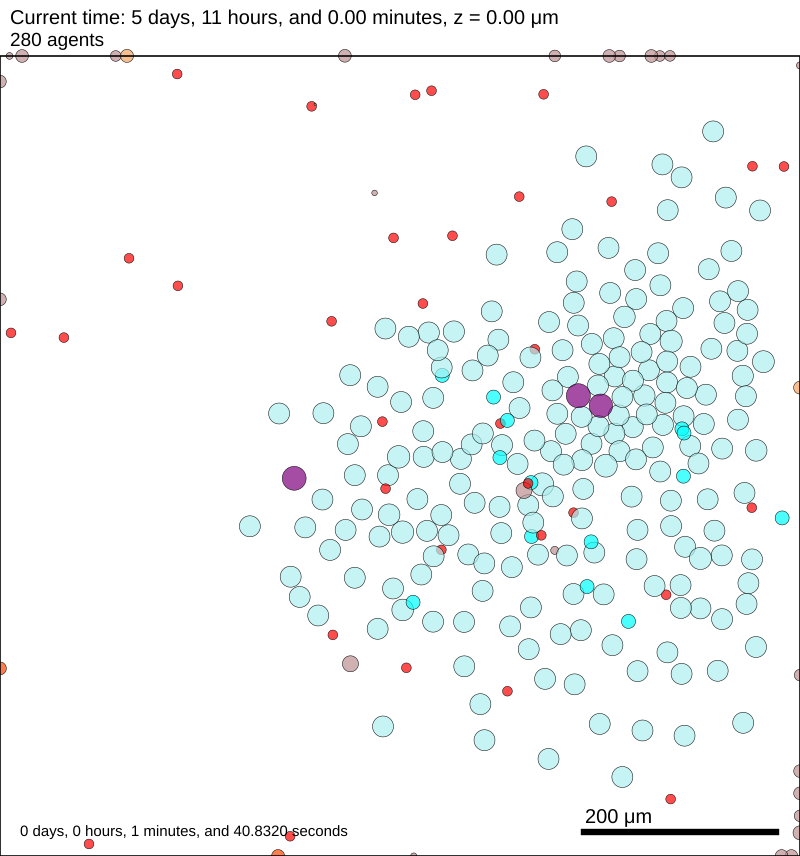 Current time: 5 days, 11 hours, and 0.00 minutes, z = 0.00 μm
280 agents
200 μm
0 days, 0 hours, 1 minutes, and 40.8320 seconds